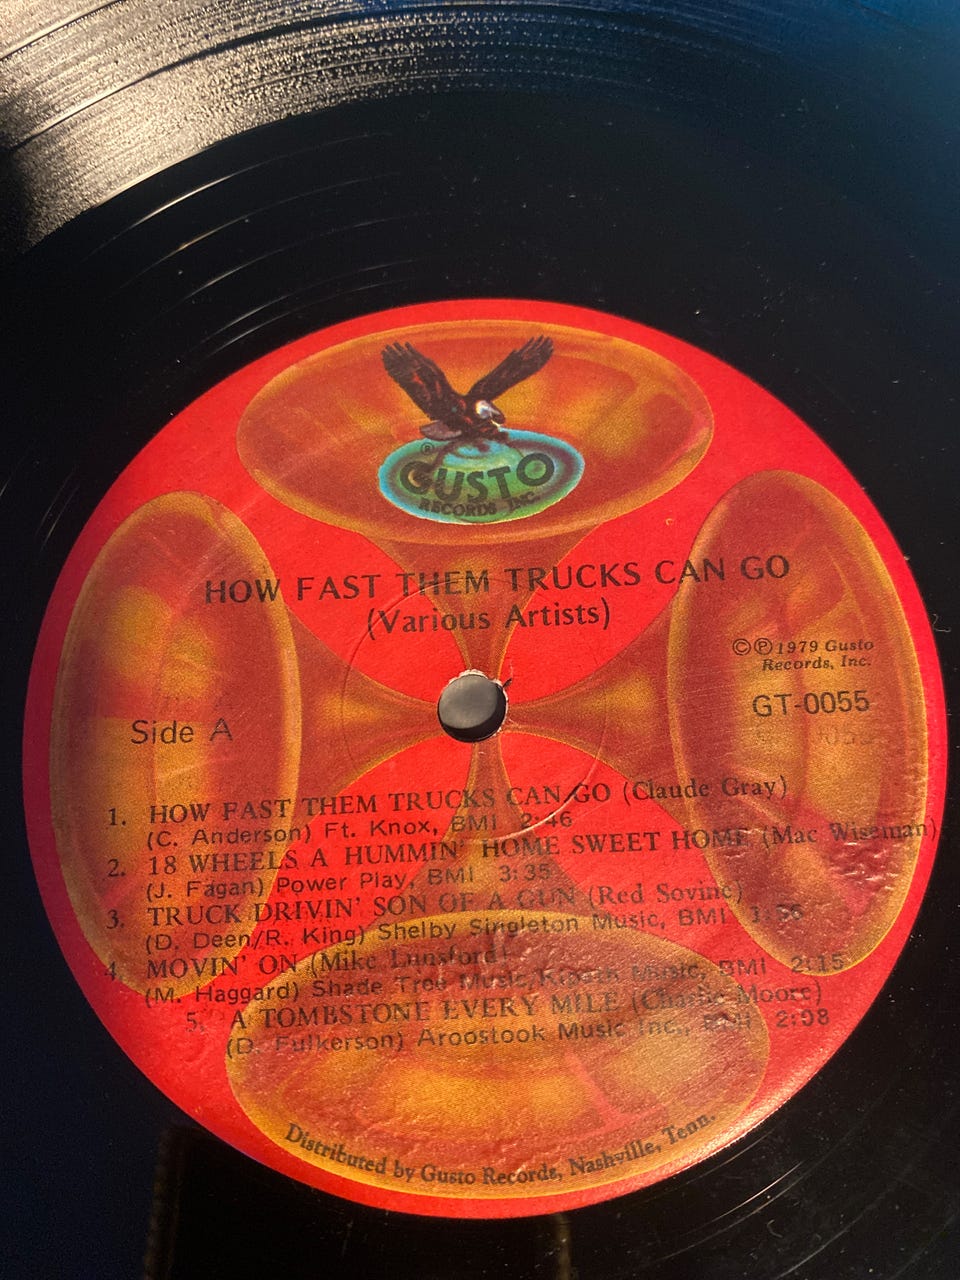 ® GUSTO
RECORDS INC.
HOW FAST THEM TRUCKS CAN GO
(Various Artists)
©℗1979 Gusto
Records, Inc.
GT-0055
Side A
1. HOW FAST THEM TRUCKS CAN GO (Claude Gray)
(C. Anderson) Ft. Knox, BMI 2:46
2. 18 WHEELS A HUMMIN' HOME SWEET HOME (Mac Wiseman)
(J. Fagan) Power Play, BMI 3:35
3. TRUCK DRIVIN' SON OF A GUN (Red Sovine)
(D. Deen/R. King) Shelby Singleton Music, BMI
4. MOVIN' ON (Mike Lunsford)
(M. Haggard) Shade Tree Music/ Music, BMI 2:15
5. A TOMBSTONE EVERY MILE (Charlie Moore)
(D. Fulkerson) Aroostook Music Inc., BMI 2:08
Distributed by Gusto Records, Nashville, Tenn.